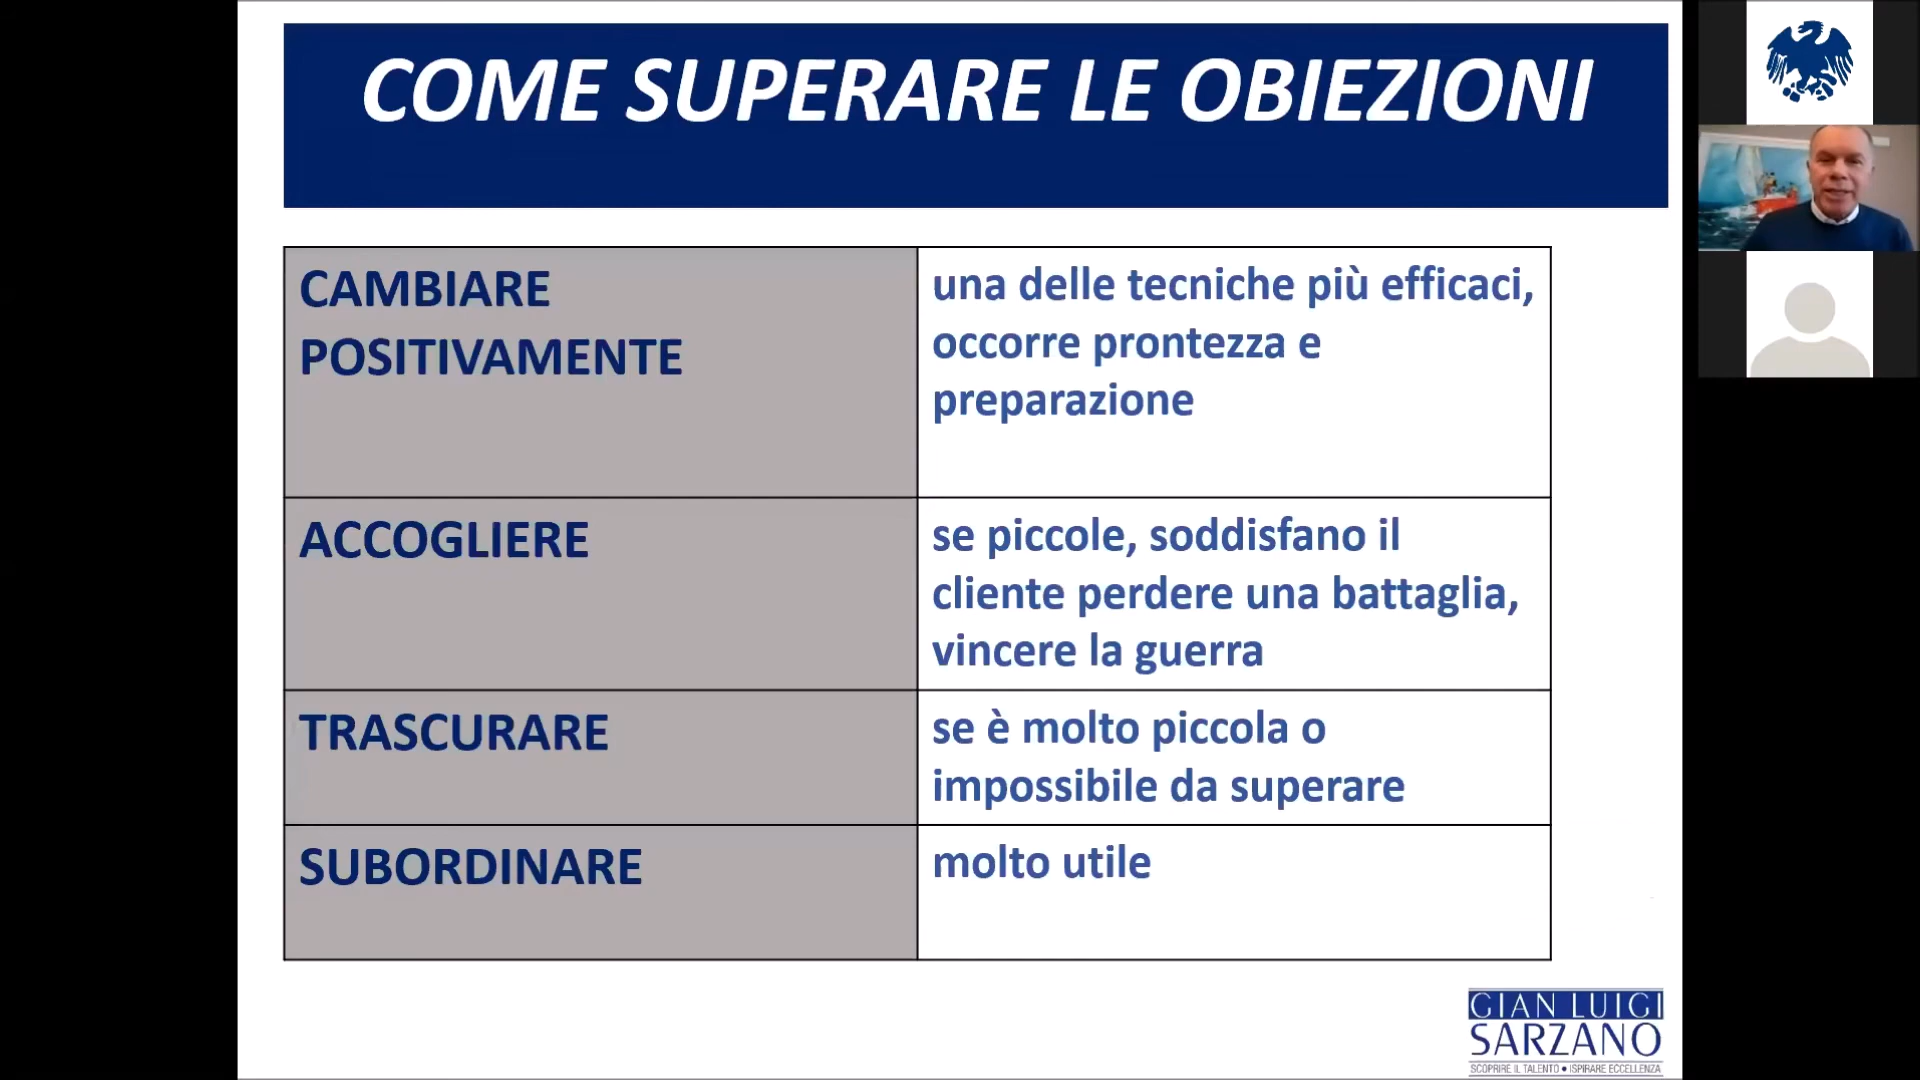 COME SUPERARE LE OBIEZIONI
CAMBIARE
POSITIVAMENTE
una delle tecniche più efficaci,
occorre prontezza e
preparazione
ACCOGLIERE
se piccole, soddisfano il
cliente perdere una battaglia,
vincere la guerra
TRASCURARE
se è molto piccola o
impossibile da superare
SUBORDINARE
molto utile
GIAN LUIGI
SARZANO
SCOPRIRE IL TALENTO • ISPIRARE ECCELLENZA